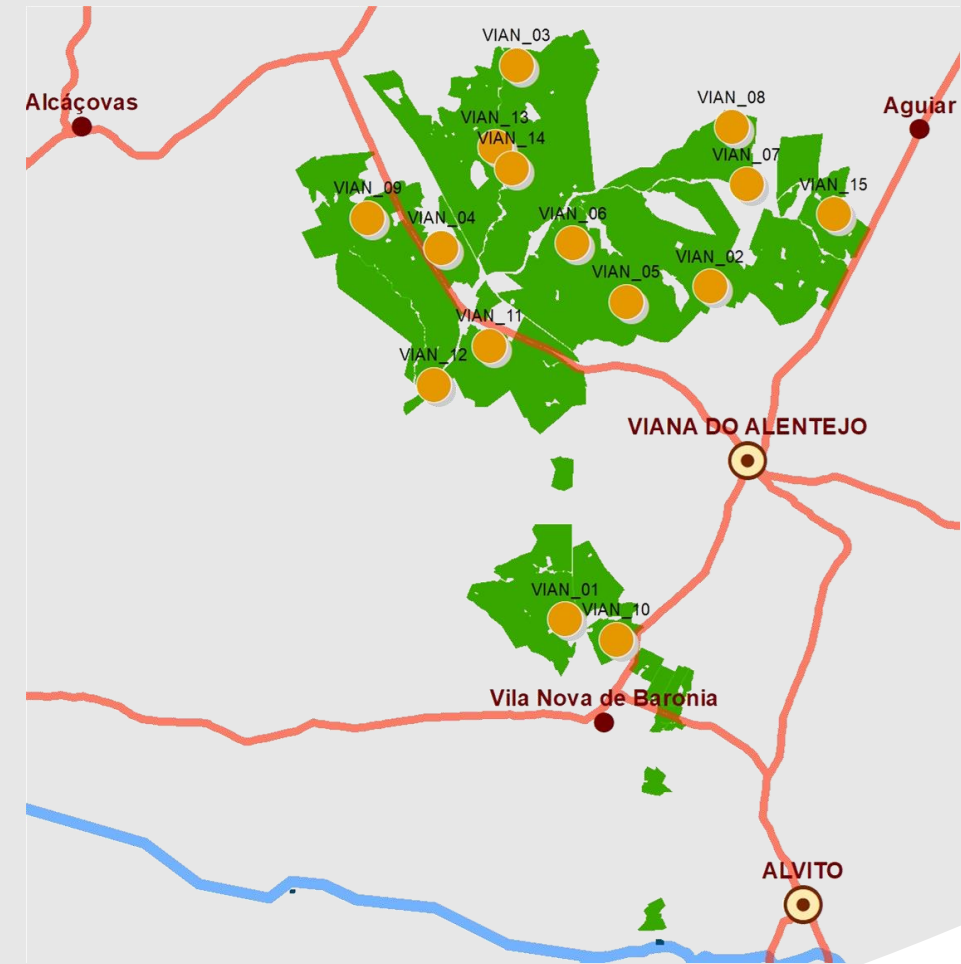 VIAN_03
VIAN_08
Alcáçovas
Aguiar
VIAN_13
VIAN_14
VIAN_07
VIAN_09
VIAN_15
VIAN_04
VIAN_06
VIAN_02
VIAN_05
VIAN_11
VIAN_12
VIANA DO ALENTEJO
VIAN_01
VIAN_10
Vila Nova de Baronia
ALVITO